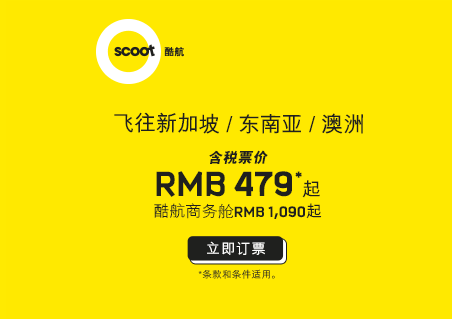 scoot 酷航
飞往新加坡 / 东南亚 / 澳洲
含税票价
RMB 479*起
酷航商务舱RMB 1,090起
立即订票
*条款和条件适用。